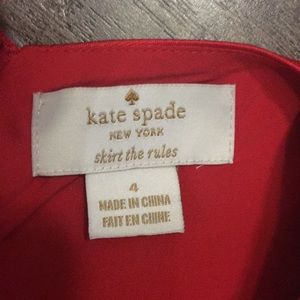 kate spade
NEW YORK
skirt the rules
4
MADE IN CHINA
FAIT EN CHINE